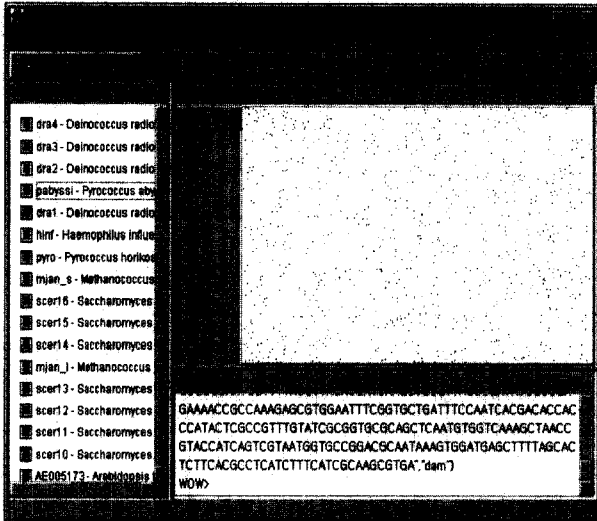 dra4 - Deinococcus radio
dra3 - Deinococcus radio
dra2 - Deinococcus radio
pabyssi - Pyrococcus aby
dra1 - Deinococcus radio
hinf - Haemophilus influe
pyro - Pyrococcus horikos
mjan_s - Methanococcus
scer16 - Saccharomyces
scer15 - Saccharomyces
scer14 - Saccharomyces
mjan_l - Methanococcus
scer13 - Saccharomyces
scer12 - Saccharomyces
scer11 - Saccharomyces
scer10 - Saccharomyces
AE005173 - Arabidopsis
GAAAACCGCCAAAGAGCGTGGAATTTCGGTGCTGATTTCCAATCACGACACCAC
CCATACTCGCCGTTTGTATCGCGGTGCGCAGCTCAATGTGGTCAAAGCTAACC
GTACCATCAGTCGTAATGGTGCCGGACGCAATAAAGTGGATGAGCTTTTAGCAC
TCTTCACGCCTCATCTTTCATCGCAAGCGTGA","dam")
WOW>